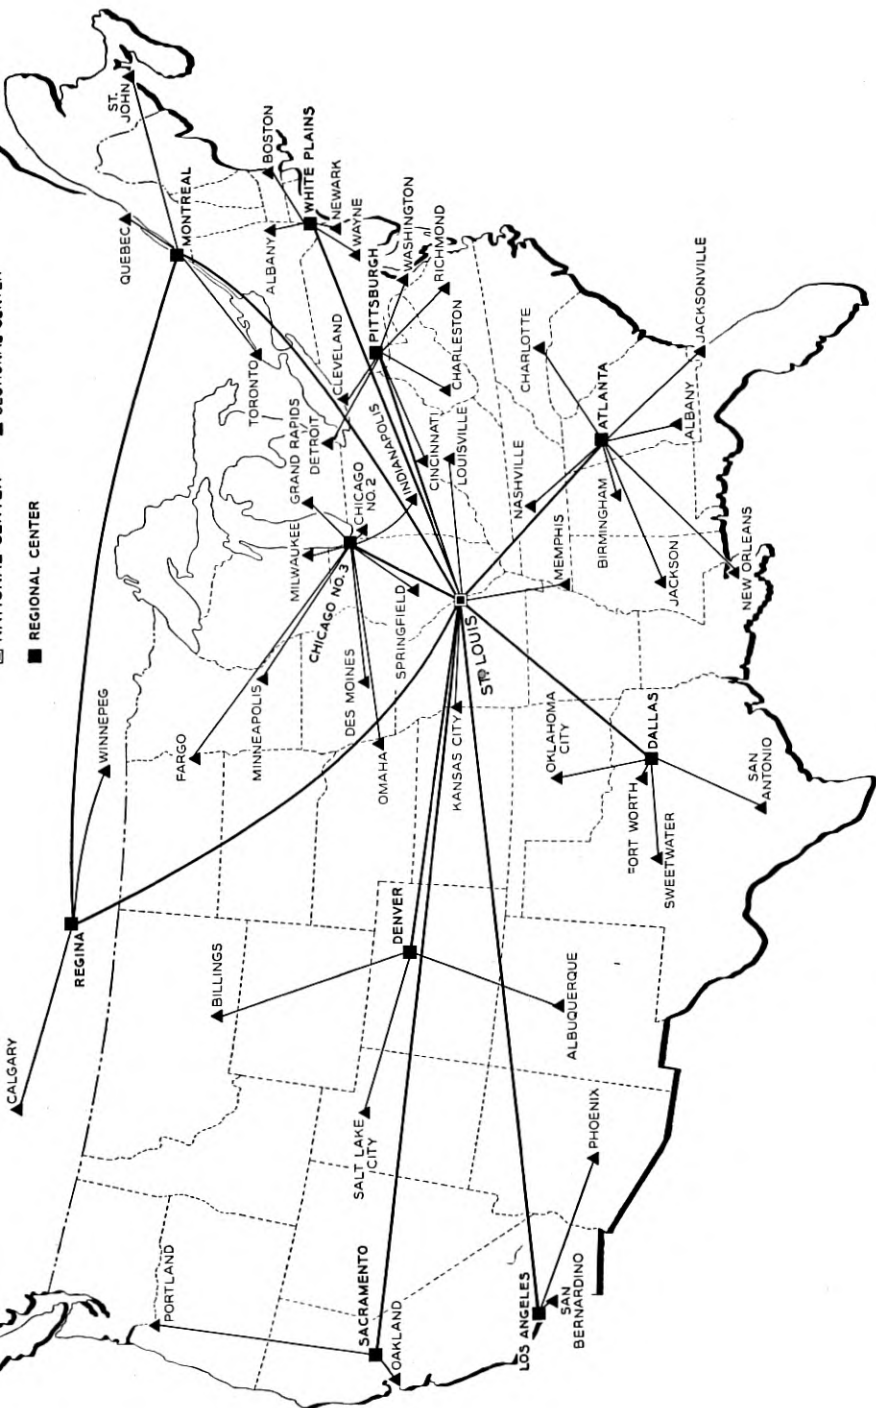 ■ REGIONAL CENTER
CALGARY
REGINA
WINNEPEG
QUEBEC
ST.
JOHN
MONTREAL
TORONTO
PORTLAND
BILLINGS
FARGO
MINNEAPOLIS
MILWAUKEE
GRAND RAPIDS
DETROIT
CLEVELAND
ALBANY
BOSTON
WHITE PLAINS
NEWARK
WAYNE
PITTSBURGH
WASHINGTON
RICHMOND
CHARLESTON
CHICAGO
NO.2
CHICAGO NO.3
INDIANAPOLIS
CINCINNATI
LOUISVILLE
DES MOINES
OMAHA
SPRINGFIELD
SACRAMENTO
OAKLAND
SALT LAKE
CITY
DENVER
KANSAS CITY
ST. LOUIS
NASHVILLE
CHARLOTTE
MEMPHIS
ATLANTA
BIRMINGHAM
ALBANY
JACKSONVILLE
JACKSON
NEW ORLEANS
LOS ANGELES
SAN
BERNARDINO
PHOENIX
ALBUQUERQUE
OKLAHOMA
CITY
DALLAS
FORT WORTH
SWEETWATER
SAN
ANTONIO